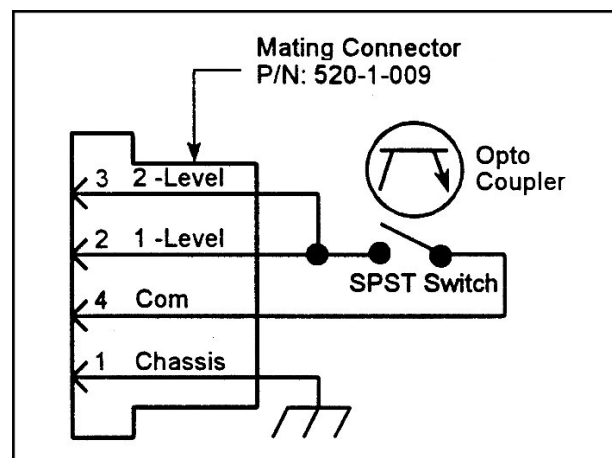 Mating Connector
P/N: 520-1-009
3 2 -Level
Opto
Coupler
2 1 -Level
SPST Switch
4 Com
1 Chassis